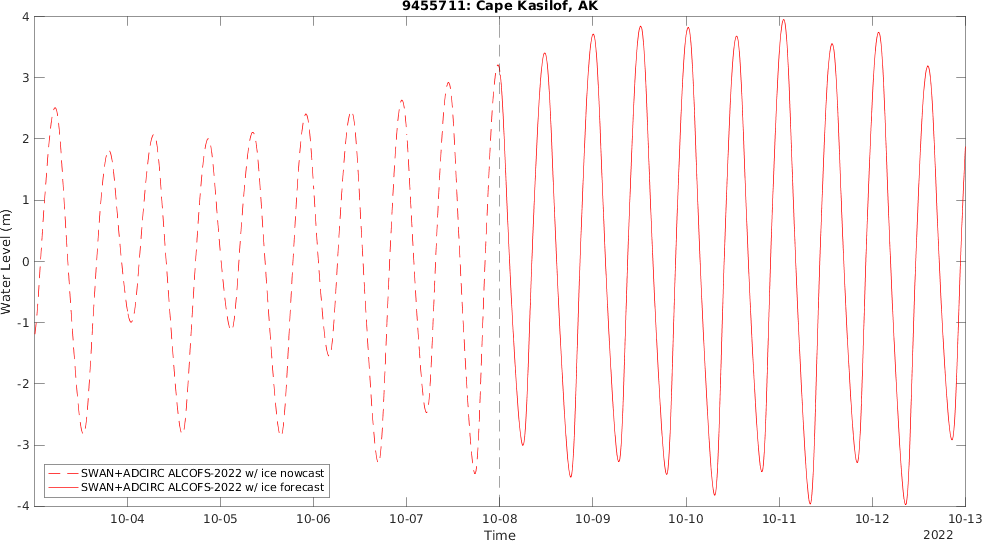 9455711: Cape Kasilof, AK
4
3
2
1
0
-1
-2
-3
-4
Water Level (m)
SWAN+ADCIRC ALCOFS-2022 w/ ice nowcast
SWAN+ADCIRC ALCOFS-2022 w/ ice forecast
10-04 10-05 10-06 10-07 10-08 10-09 10-10 10-11 10-12 10-13
Time
2022